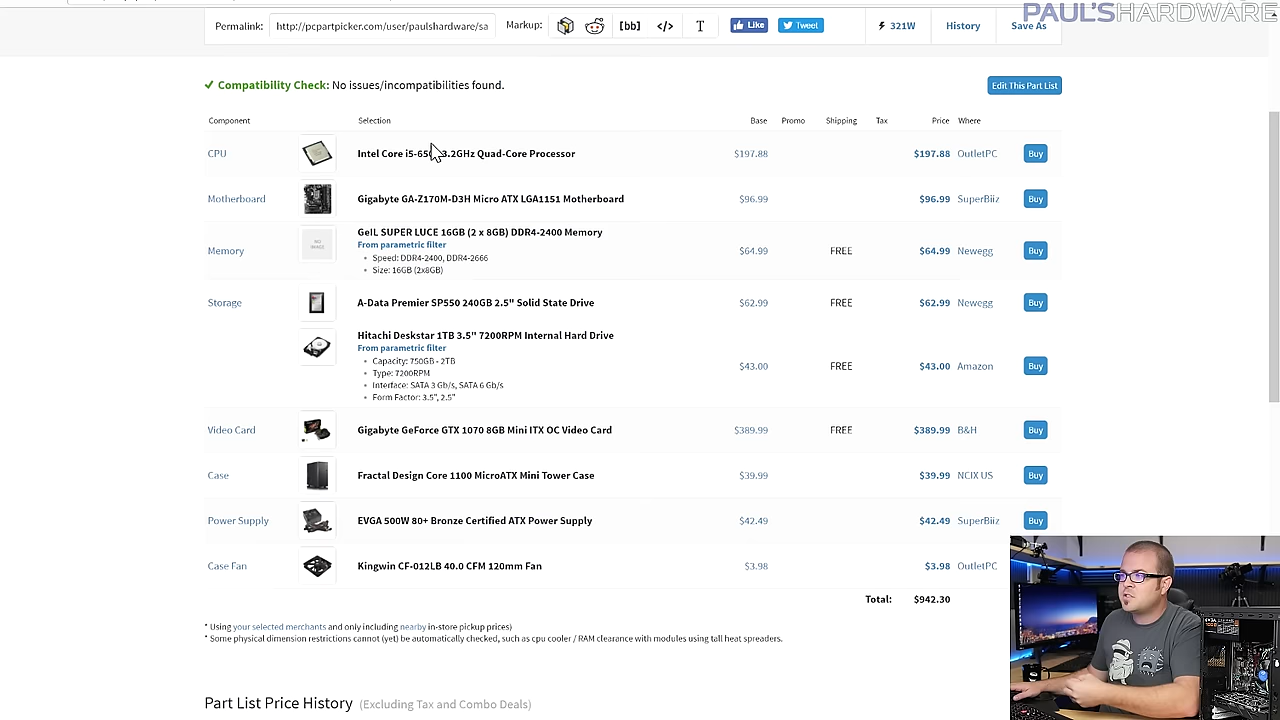 PAUL'SHARDWARE
Permalink: http://pcpartpicker.com/user/paulshardware/sa Markup: [bb] </> T Like Tweet 321W History Save As
Compatibility Check: No issues/incompatibilities found. Edit This Part List
Component Selection Base Promo Shipping Tax Price Where
CPU Intel Core i5-65 3.2GHz Quad-Core Processor $197.88 $197.88 OutletPC Buy
Motherboard Gigabyte GA-Z170M-D3H Micro ATX LGA1151 Motherboard $96.99 $96.99 SuperBiiz Buy
GeIL SUPER LUCE 16GB (2 x 8GB) DDR4-2400 Memory
From parametric filter
Memory NO IMAGE $64.99 FREE $64.99 Newegg Buy
• Speed: DDR4-2400, DDR4-2666
• Size: 16GB (2x8GB)
Storage A-Data Premier SP550 240GB 2.5" Solid State Drive $62.99 FREE $62.99 Newegg Buy
Hitachi Deskstar 1TB 3.5" 7200RPM Internal Hard Drive
From parametric filter
• Capacity: 750GB - 2TB
$43.00 FREE $43.00 Amazon Buy
• Type: 7200RPM
• Interface: SATA 3 Gb/s, SATA 6 Gb/s
• Form Factor: 3.5", 2.5"
Video Card Gigabyte GeForce GTX 1070 8GB Mini ITX OC Video Card $389.99 FREE $389.99 B&H Buy
Case Fractal Design Core 1100 MicroATX Mini Tower Case $39.99 $39.99 NCIX US Buy
Power Supply EVGA 500W 80+ Bronze Certified ATX Power Supply $42.49 $42.49 SuperBiiz Buy
Case Fan Kingwin CF-012LB 40.0 CFM 120mm Fan $3.98 $3.98 OutletPC
Total: $942.30
* Using your selected merchants and only including nearby in-store pickup prices)
* Some physical dimension restrictions cannot (yet) be automatically checked, such as cpu cooler / RAM clearance with modules using tall heat spreaders.
Part List Price History (Excluding Tax and Combo Deals)